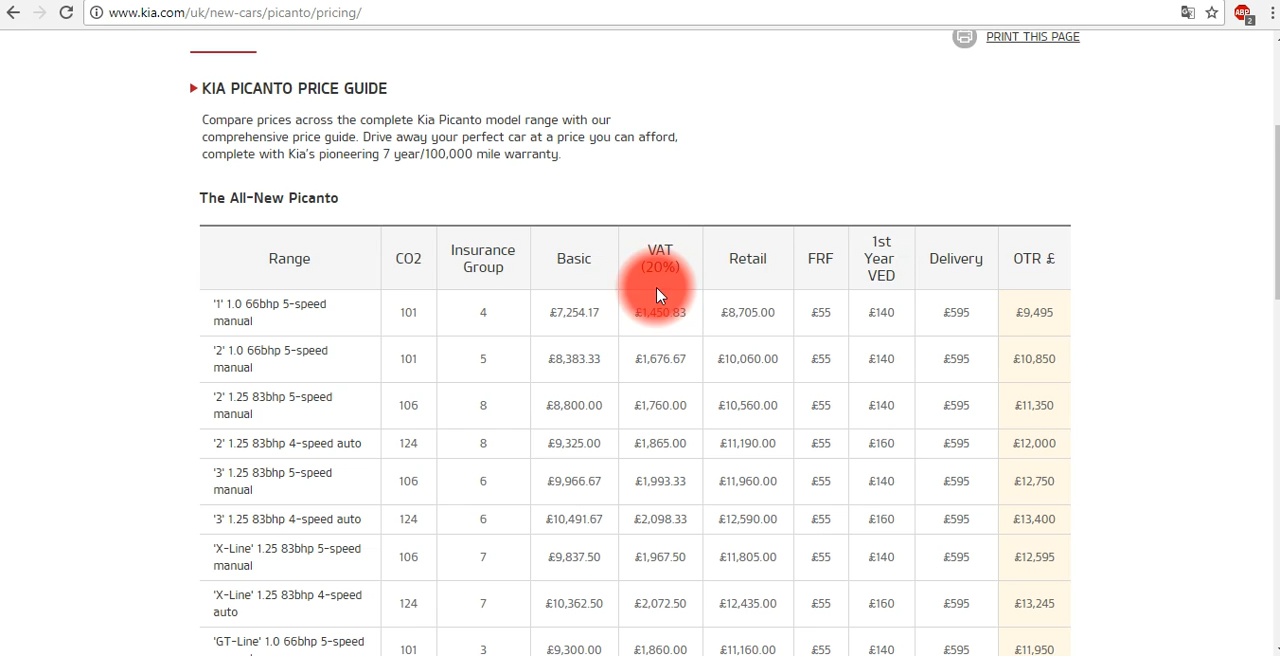 www.kia.com/uk/new-cars/picanto/pricing/
ABP
2
PRINT THIS PAGE
KIA PICANTO PRICE GUIDE
Compare prices across the complete Kia Picanto model range with our
comprehensive price guide. Drive away your perfect car at a price you can afford,
complete with Kia's pioneering 7 year/100,000 mile warranty.
The All-New Picanto
Range CO2 Insurance Group Basic VAT (20%) Retail FRF 1st Year VED Delivery OTR £
'1' 1.0 66bhp 5-speed manual 101 4 £7,254.17 £1,450.83 £8,705.00 £55 £140 £595 £9,495
'2' 1.0 66bhp 5-speed manual 101 5 £8,383.33 £1,676.67 £10,060.00 £55 £140 £595 £10,850
'2' 1.25 83bhp 5-speed manual 106 8 £8,800.00 £1,760.00 £10,560.00 £55 £140 £595 £11,350
'2' 1.25 83bhp 4-speed auto 124 8 £9,325.00 £1,865.00 £11,190.00 £55 £160 £595 £12,000
'3' 1.25 83bhp 5-speed manual 106 6 £9,966.67 £1,993.33 £11,960.00 £55 £140 £595 £12,750
'3' 1.25 83bhp 4-speed auto 124 6 £10,491.67 £2,098.33 £12,590.00 £55 £160 £595 £13,400
'X-Line' 1.25 83bhp 5-speed manual 106 7 £9,837.50 £1,967.50 £11,805.00 £55 £140 £595 £12,595
'X-Line' 1.25 83bhp 4-speed auto 124 7 £10,362.50 £2,072.50 £12,435.00 £55 £160 £595 £13,245
'GT-Line' 1.0 66bhp 5-speed 101 3 £9,300.00 £1,860.00 £11,160.00 £55 £140 £595 £11,950